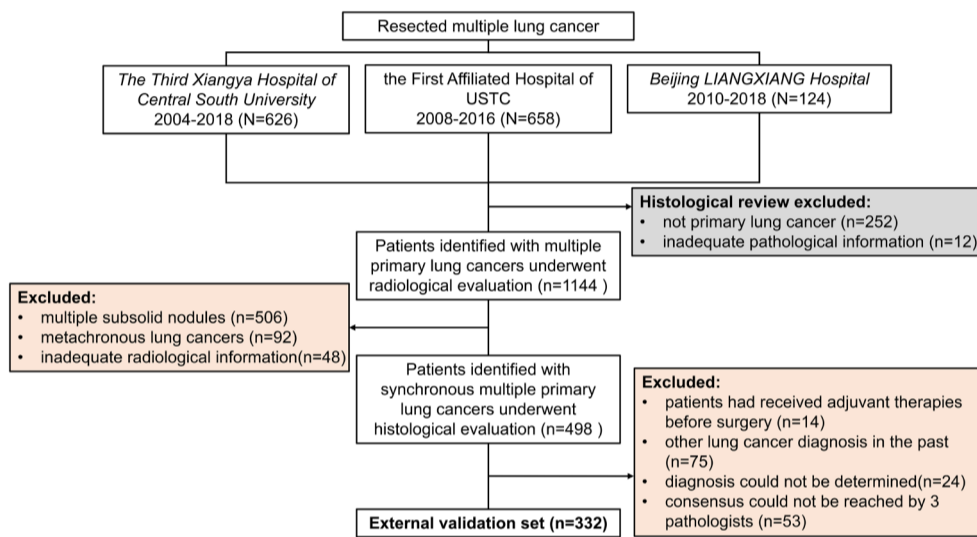 Resected multiple lung cancer
The Third Xiangya Hospital of
Central South University
2004-2018 (N=626)
the First Affiliated Hospital of
USTC
2008-2016 (N=658)
Beijing LIANGXIANG Hospital
2010-2018 (N=124)
Histological review excluded:
• not primary lung cancer (n=252)
• inadequate pathological information (n=12)
Patients identified with multiple
primary lung cancers underwent
radiological evaluation (n=1144 )
Excluded:
• multiple subsolid nodules (n=506)
• metachronous lung cancers (n=92)
• inadequate radiological information(n=48)
Patients identified with
synchronous multiple primary
lung cancers underwent
histological evaluation (n=498 )
Excluded:
• patients had received adjuvant therapies
before surgery (n=14)
• other lung cancer diagnosis in the past
(n=75)
• diagnosis could not be determined(n=24)
• consensus could not be reached by 3
pathologists (n=53)
External validation set (n=332)